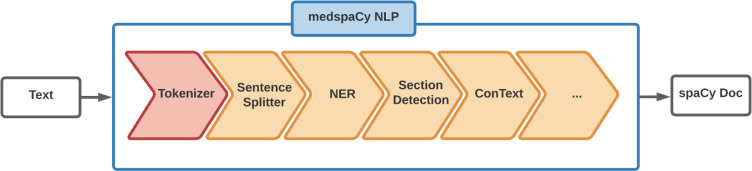 medspaCy NLP
Text
Tokenizer
Sentence
Splitter
NER
Section
Detection
ConText
...
spaCy Doc